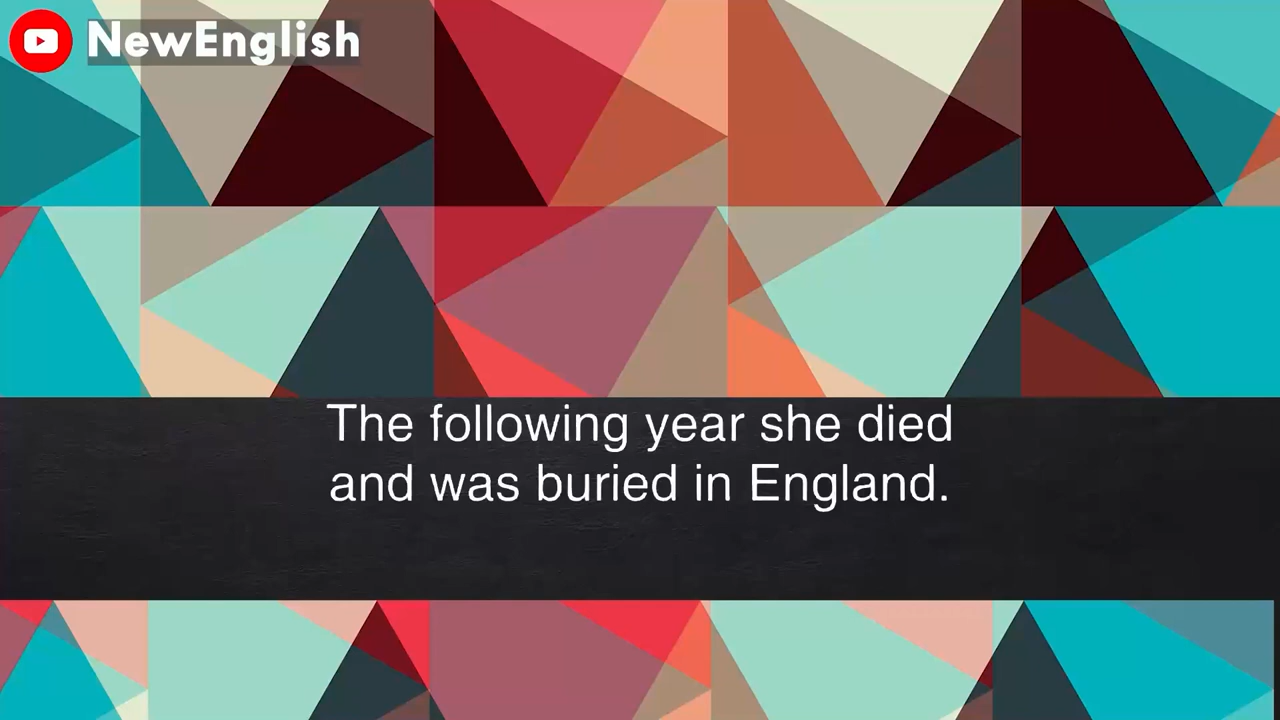 NewEnglish
The following year she died
and was buried in England.